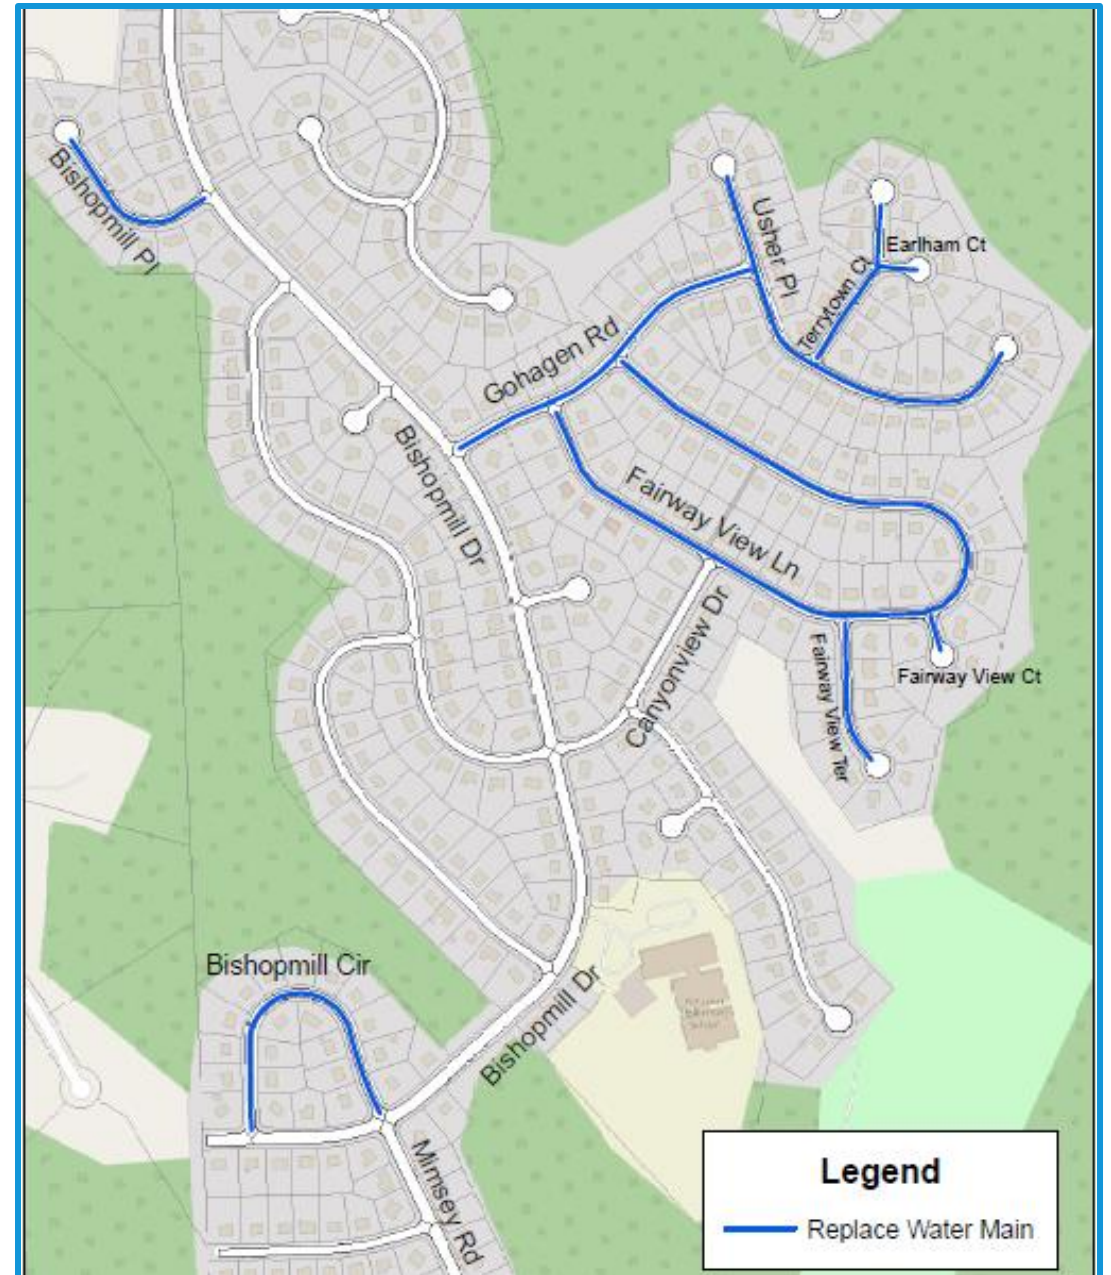 Bishopmill Pl
Usher Pl
Earlham Ct
Terrytown Ct
Gohagen Rd
Bishopmill Dr
Fairway View Ln
Canyonview Dr
Fairway View Ct
Fairway View Ter
Bishopmill Cir
Bishopmill Dr
Mimsey Rd
Legend
Replace Water Main